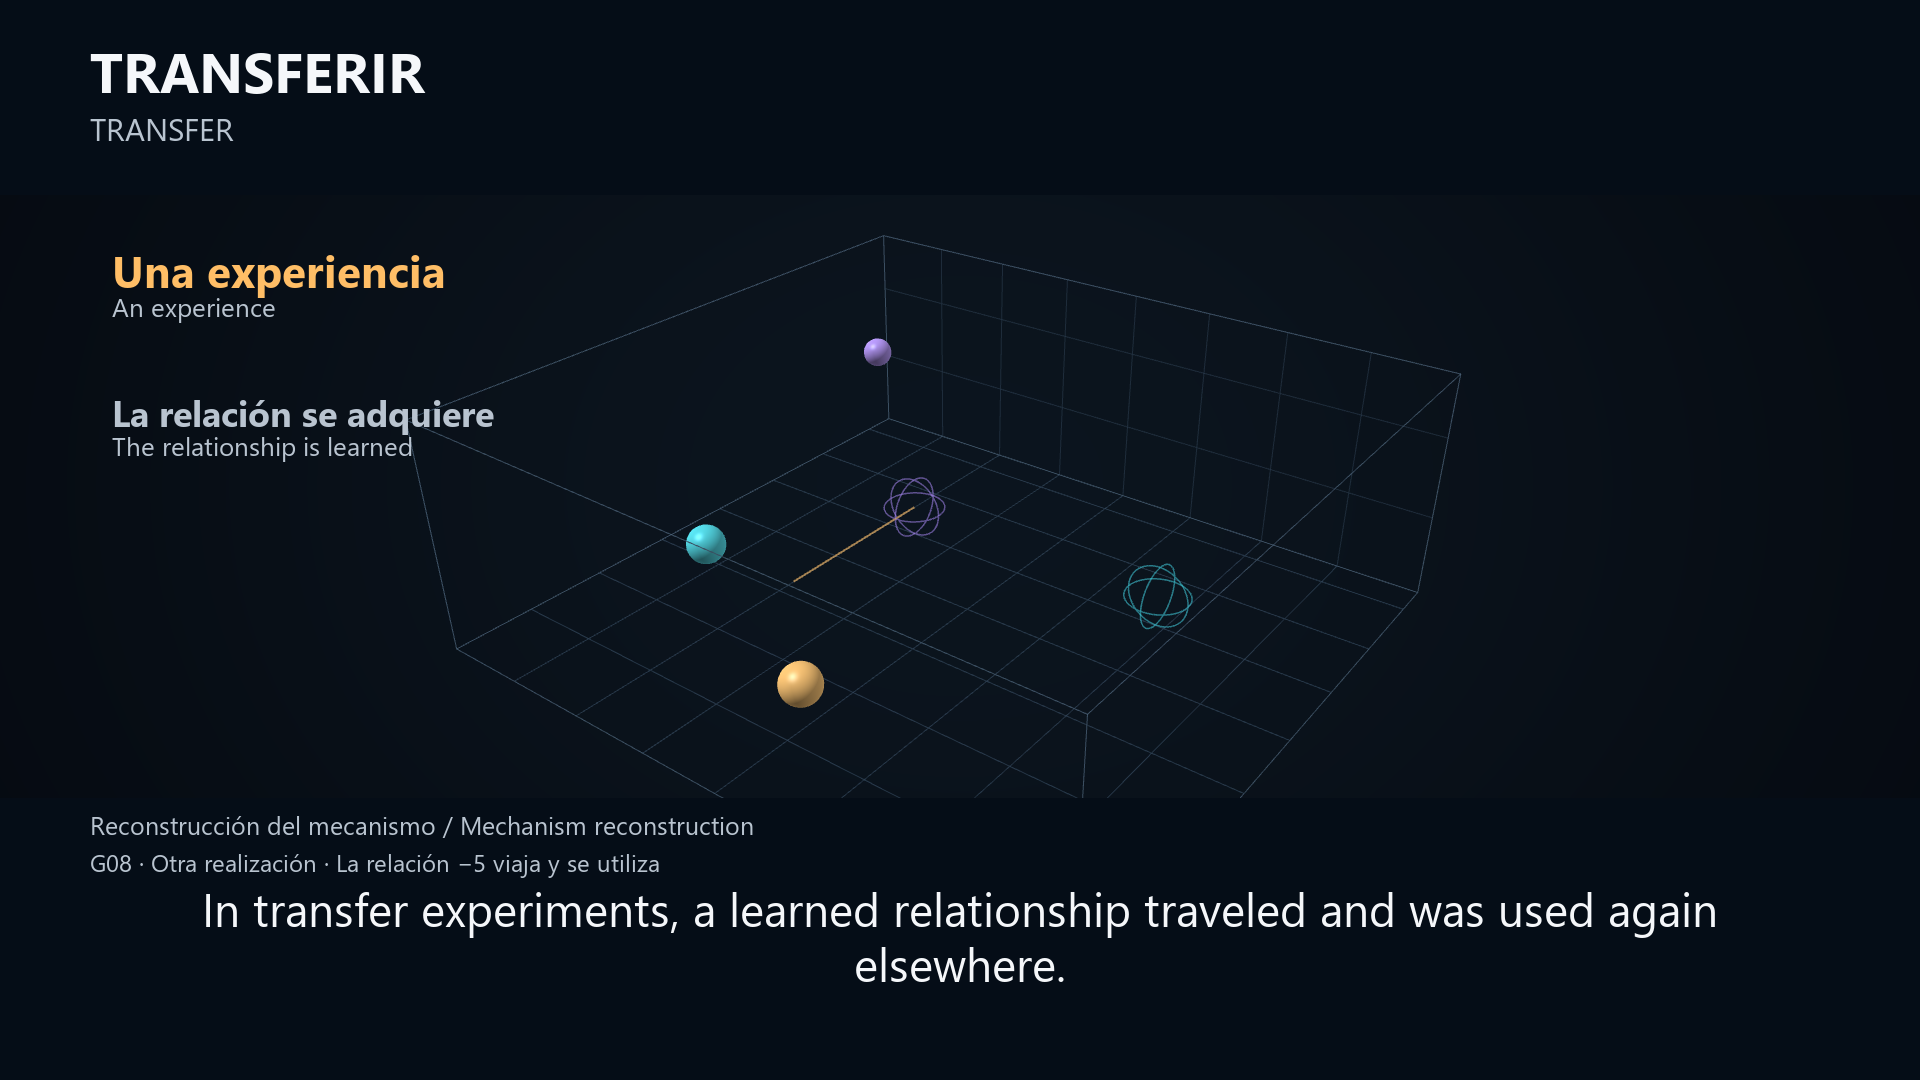 TRANSFERIR
TRANSFER
Una experiencia
An experience
La relación se adquiere
The relationship is learned
Reconstrucción del mecanismo / Mechanism reconstruction
G08 · Otra realización · La relación −5 viaja y se utiliza
In transfer experiments, a learned relationship traveled and was used again
elsewhere.